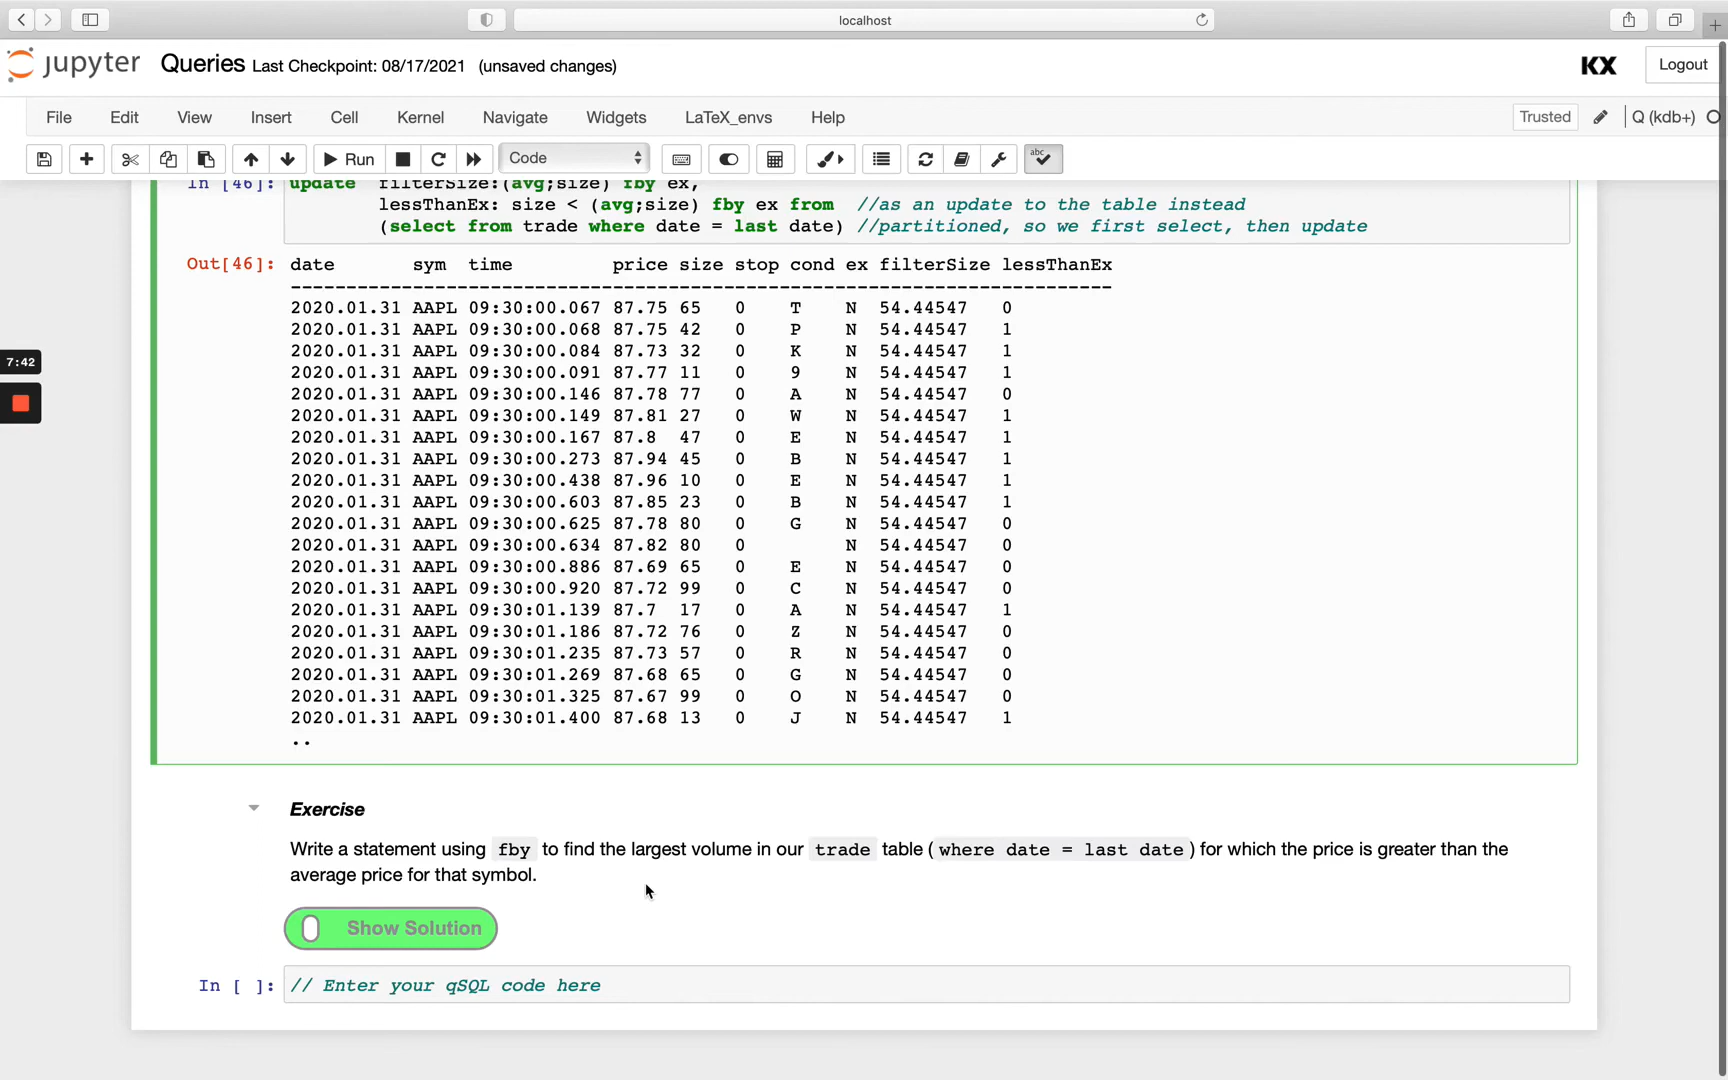 localhost
jupyter Queries Last Checkpoint: 08/17/2021 (unsaved changes) KX Logout
File Edit View Insert Cell Kernel Navigate Widgets LaTeX_envs Help Trusted Q (kdb+)
Run Code abc
In [46]: update filterSize:(avg;size) fby ex,
lessThanEx: size < (avg;size) fby ex from //as an update to the table instead
(select from trade where date = last date) //partitioned, so we first select, then update
Out[46]: date sym time price size stop cond ex filterSize lessThanEx
------------------------------------------------------------------------------
2020.01.31 AAPL 09:30:00.067 87.75 65 0 T N 54.44547 0
2020.01.31 AAPL 09:30:00.068 87.75 42 0 P N 54.44547 1
2020.01.31 AAPL 09:30:00.084 87.73 32 0 K N 54.44547 1
7:42
2020.01.31 AAPL 09:30:00.091 87.77 11 0 9 N 54.44547 1
2020.01.31 AAPL 09:30:00.146 87.78 77 0 A N 54.44547 0
2020.01.31 AAPL 09:30:00.149 87.81 27 0 W N 54.44547 1
2020.01.31 AAPL 09:30:00.167 87.8 47 0 E N 54.44547 1
2020.01.31 AAPL 09:30:00.273 87.94 45 0 B N 54.44547 1
2020.01.31 AAPL 09:30:00.438 87.96 10 0 E N 54.44547 1
2020.01.31 AAPL 09:30:00.603 87.85 23 0 B N 54.44547 1
2020.01.31 AAPL 09:30:00.625 87.78 80 0 G N 54.44547 0
2020.01.31 AAPL 09:30:00.634 87.82 80 0 N 54.44547 0
2020.01.31 AAPL 09:30:00.886 87.69 65 0 E N 54.44547 0
2020.01.31 AAPL 09:30:00.920 87.72 99 0 C N 54.44547 0
2020.01.31 AAPL 09:30:01.139 87.7 17 0 A N 54.44547 1
2020.01.31 AAPL 09:30:01.186 87.72 76 0 Z N 54.44547 0
2020.01.31 AAPL 09:30:01.235 87.73 57 0 R N 54.44547 0
2020.01.31 AAPL 09:30:01.269 87.68 65 0 G N 54.44547 0
2020.01.31 AAPL 09:30:01.325 87.67 99 0 O N 54.44547 0
2020.01.31 AAPL 09:30:01.400 87.68 13 0 J N 54.44547 1
..
Exercise
Write a statement using fby to find the largest volume in our trade table ( where date = last date ) for which the price is greater than the
average price for that symbol.
Show Solution
In [ ]: // Enter your qSQL code here